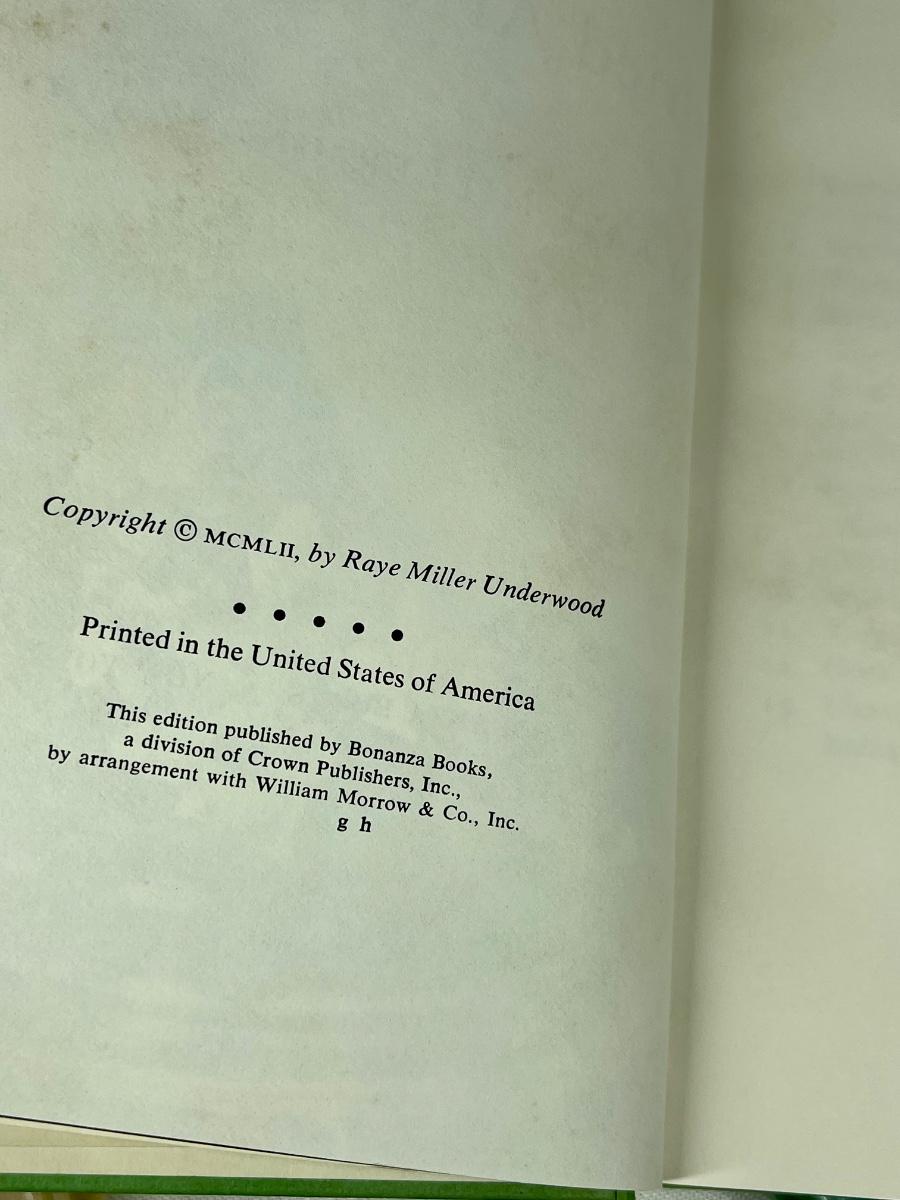 Copyright © MCMLII, by Raye Miller Underwood
• • • • •
Printed in the United States of America
This edition published by Bonanza Books,
a division of Crown Publishers, Inc.,
by arrangement with William Morrow & Co., Inc.
g h